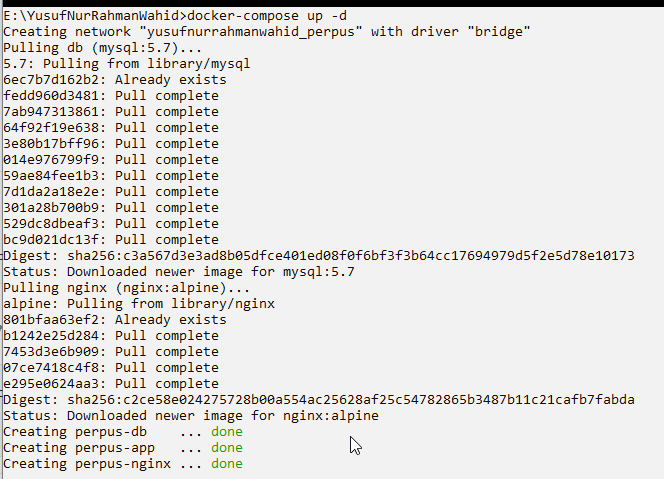 E:\YusufNurRahmanWahid>docker-compose up -d
Creating network "yusufnurrahmanwahid_perpus" with driver "bridge"
Pulling db (mysql:5.7)...
5.7: Pulling from library/mysql
6ec7b7d162b2: Already exists
fedd960d3481: Pull complete
7ab947313861: Pull complete
64f92f19e638: Pull complete
3e80b17bff96: Pull complete
014e976799f9: Pull complete
59ae84fee1b3: Pull complete
7d1da2a18e2e: Pull complete
301a28b700b9: Pull complete
529dc8dbeaf3: Pull complete
bc9d021dc13f: Pull complete
Digest: sha256:c3a567d3e3ad8b05dfce401ed08f0f6bf3f3b64cc17694979d5f2e5d78e10173
Status: Downloaded newer image for mysql:5.7
Pulling nginx (nginx:alpine)...
alpine: Pulling from library/nginx
801bfaa63ef2: Already exists
b1242e25d284: Pull complete
7453d3e6b909: Pull complete
07ce7418c4f8: Pull complete
e295e0624aa3: Pull complete
Digest: sha256:c2ce58e024275728b00a554ac25628af25c54782865b3487b11c21cafb7fabda
Status: Downloaded newer image for nginx:alpine
Creating perpus-db    ... done
Creating perpus-app   ... done
Creating perpus-nginx ... done